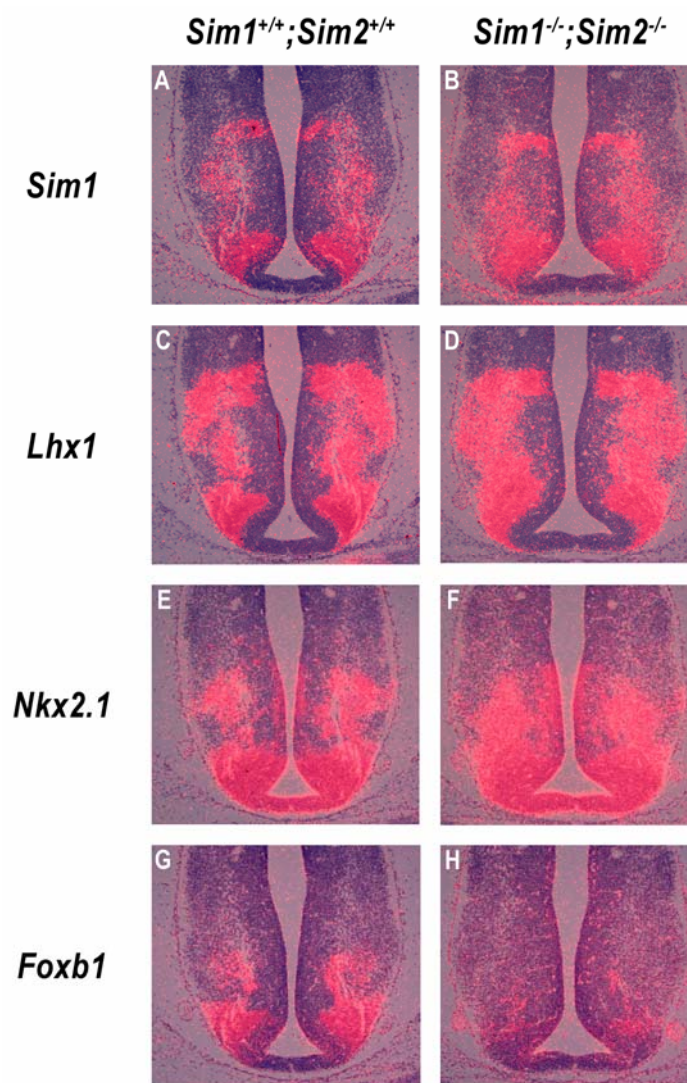 Sim1+/+;Sim2+/+ Sim1-/-;Sim2-/-
A B
Sim1
C D
Lhx1
E F
Nkx2.1
G H
Foxb1